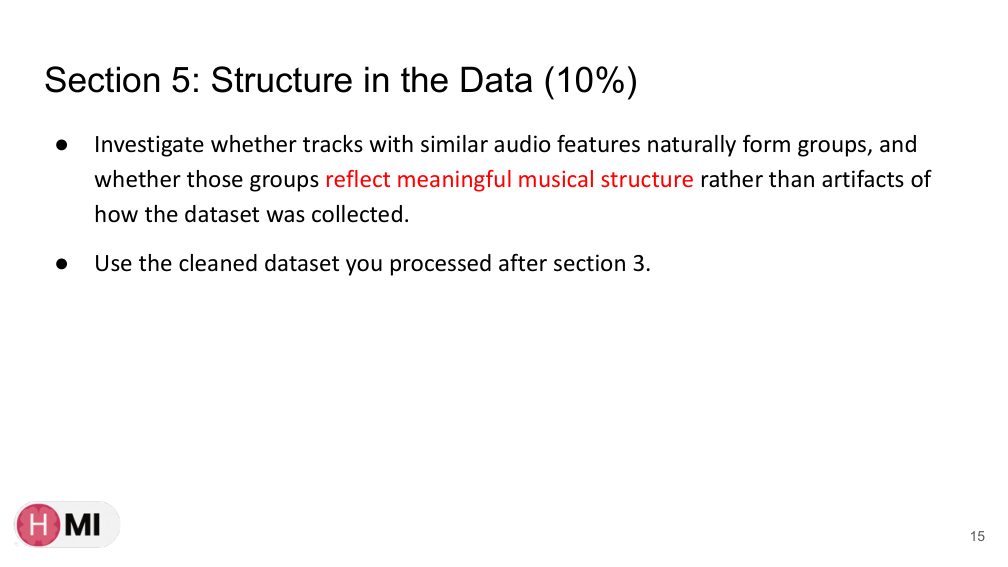 Section 5: Structure in the Data (10%)
● Investigate whether tracks with similar audio features naturally form groups, and
whether those groups reflect meaningful musical structure rather than artifacts of
how the dataset was collected.
● Use the cleaned dataset you processed after section 3.
H MI
15